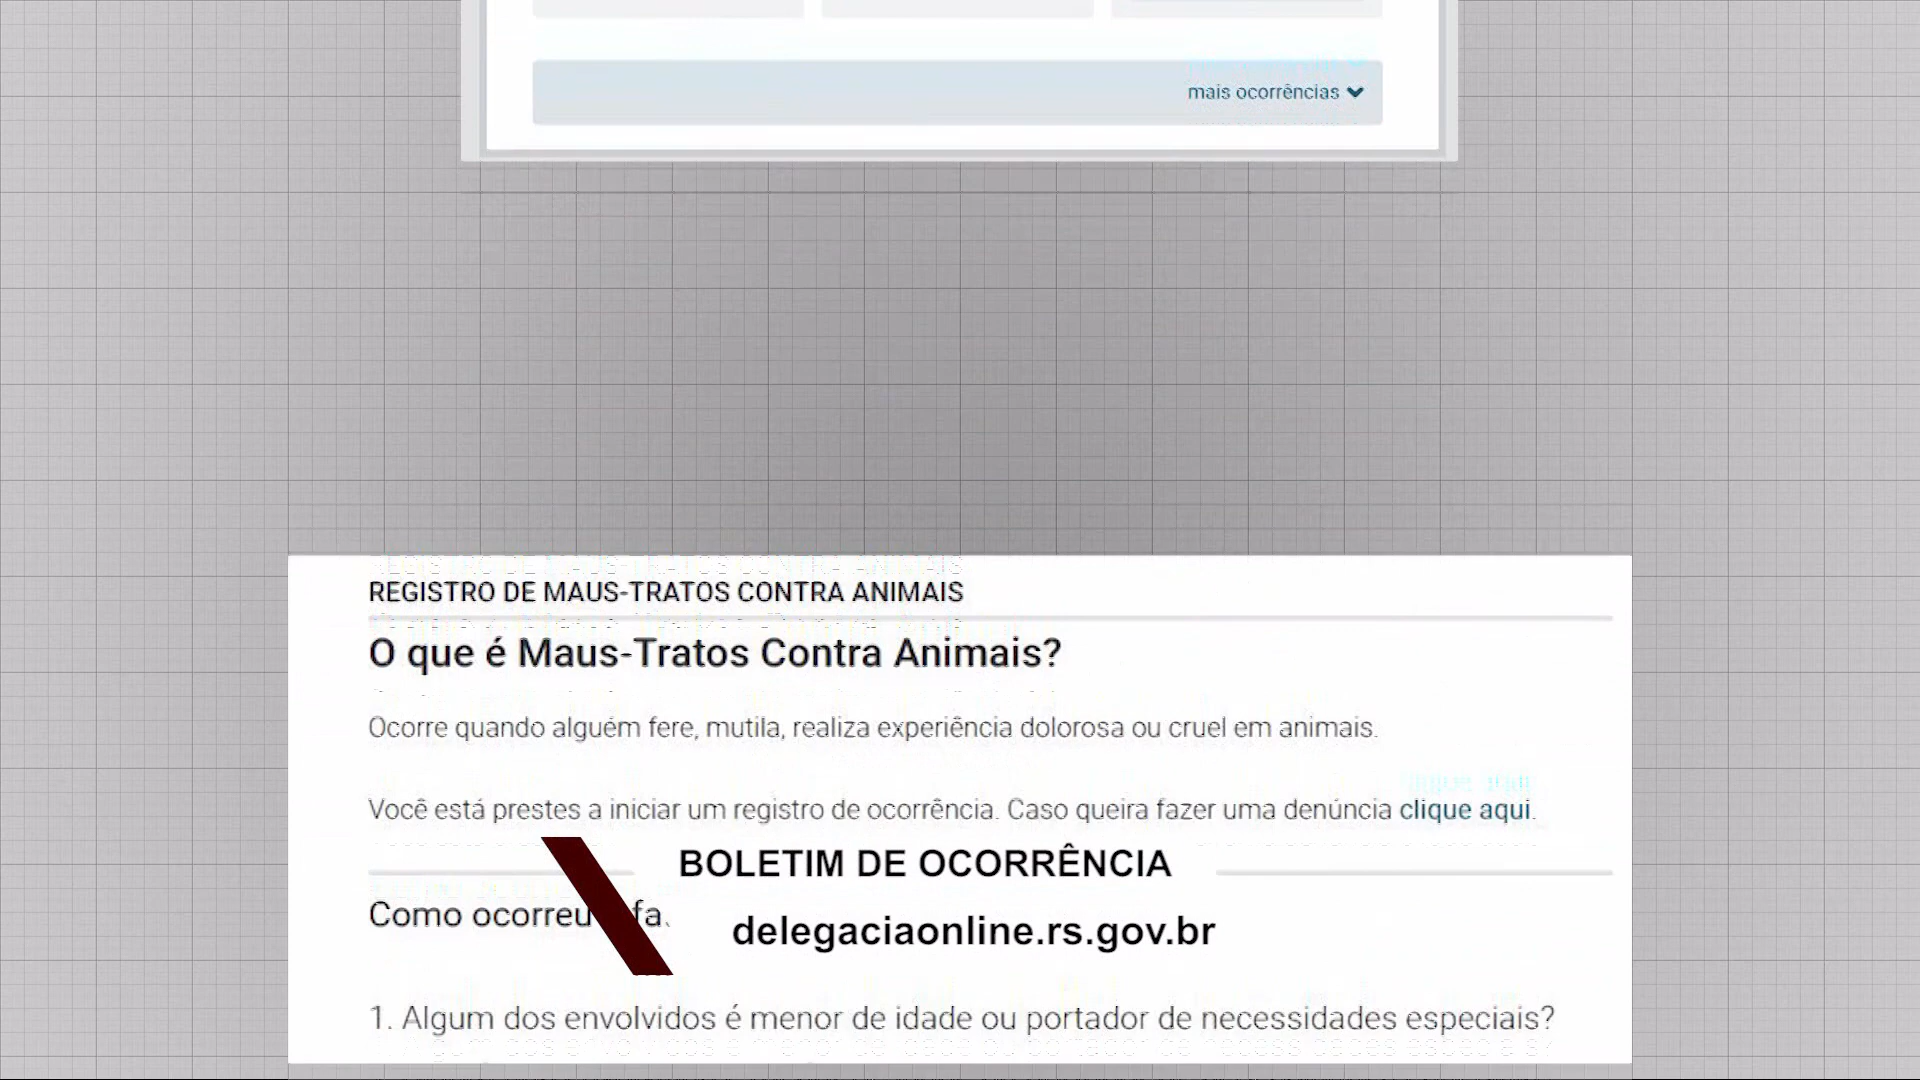 mais ocorrências
REGISTRO DE MAUS-TRATOS CONTRA ANIMAIS
O que é Maus-Tratos Contra Animais?
Ocorre quando alguém fere, mutila, realiza experiência dolorosa ou cruel em animais.
Você está prestes a iniciar um registro de ocorrência. Caso queira fazer uma denúncia clique aqui.
BOLETIM DE OCORRÊNCIA
Como ocorreu
delegaciaonline.rs.gov.br
1. Algum dos envolvidos é menor de idade ou portador de necessidades especiais?